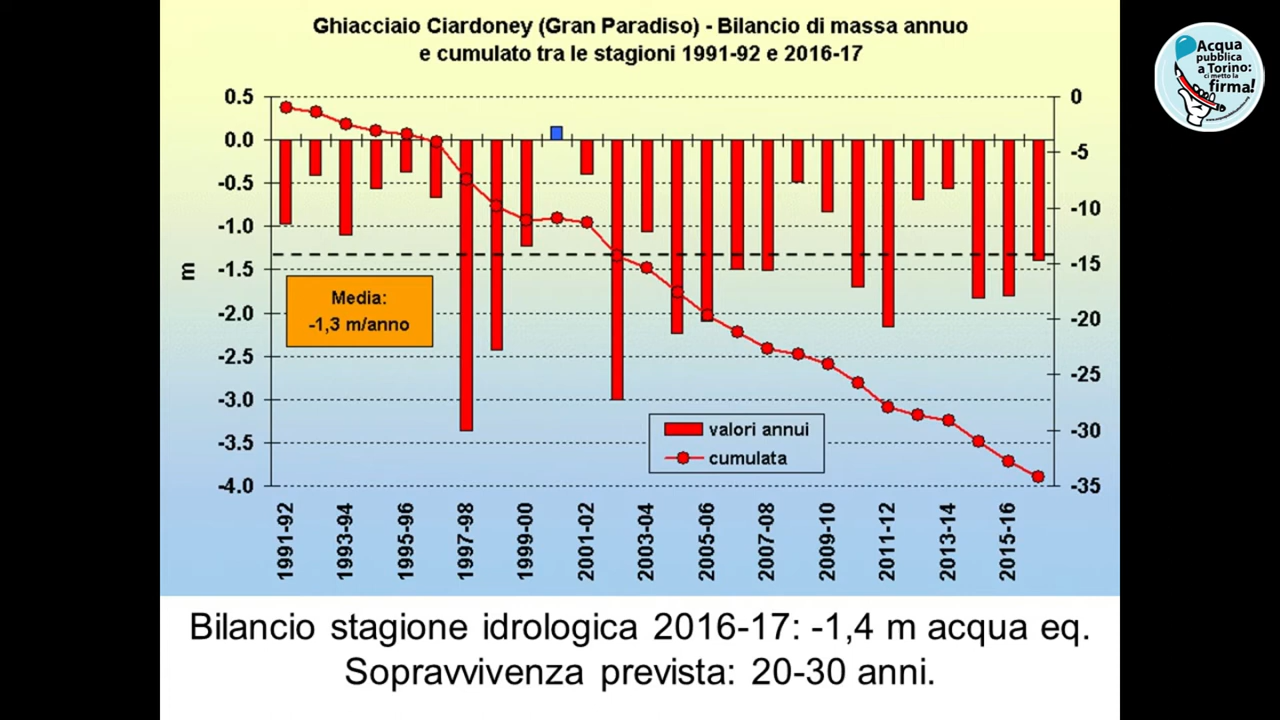 Ghiacciaio Ciardoney (Gran Paradiso) - Bilancio di massa annuo
e cumulato tra le stagioni 1991-92 e 2016-17
Acqua
pubblica
a Torino:
ci metto la
firma!
0.5
0.0
-0.5
-1.0
-1.5
-2.0
-2.5
-3.0
-3.5
-4.0
m
0
-5
-10
-15
-20
-25
-30
-35
Media:
-1,3 m/anno
valori annui
cumulata
1991-92
1993-94
1995-96
1997-98
1999-00
2001-02
2003-04
2005-06
2007-08
2009-10
2011-12
2013-14
2015-16
Bilancio stagione idrologica 2016-17: -1,4 m acqua eq.
Sopravvivenza prevista: 20-30 anni.